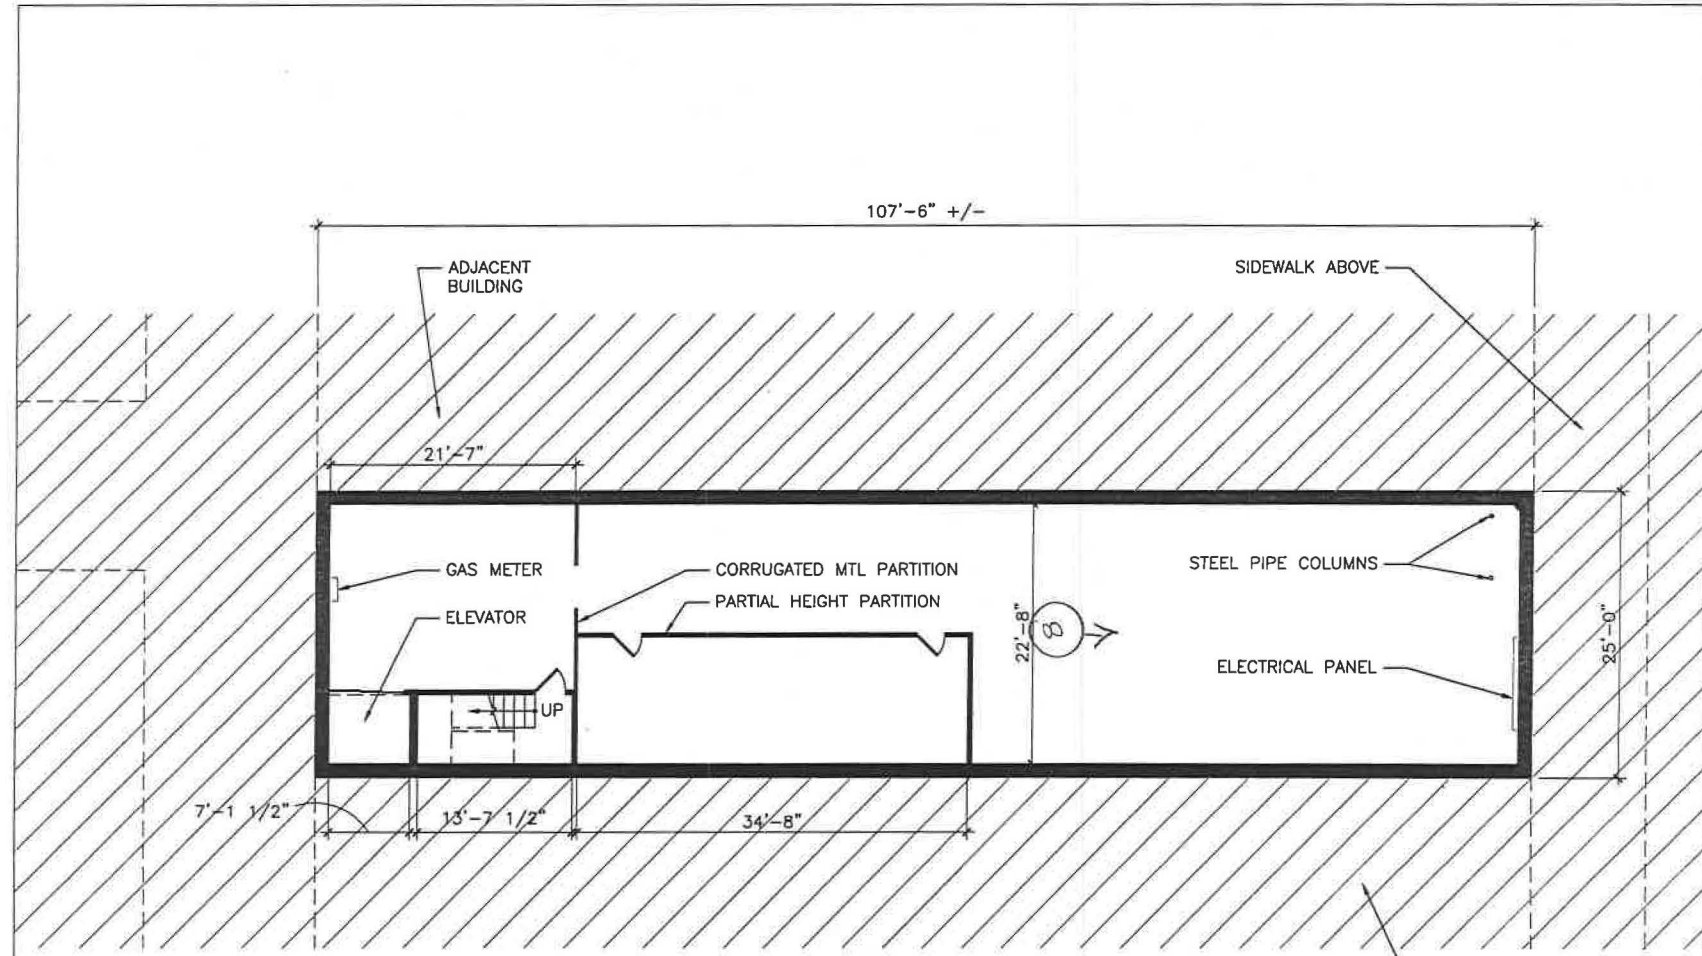 107'-6" +/-
ADJACENT
BUILDING
SIDEWALK ABOVE
21'-7"
GAS METER
CORRUGATED MTL PARTITION
STEEL PIPE COLUMNS
PARTIAL HEIGHT PARTITION
ELEVATOR
22'-8"
8
25'-0"
ELECTRICAL PANEL
UP
7'-1 1/2"
13'-7 1/2"
34'-8"